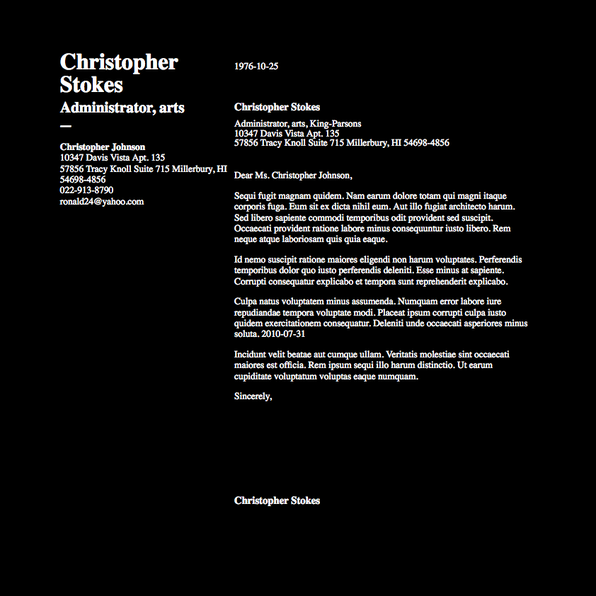 Christopher
Stokes
Administrator, arts
Christopher Johnson
10347 Davis Vista Apt. 135
57856 Tracy Knoll Suite 715 Millerbury, HI
54698-4856
022-913-8790
ronald24@yahoo.com
1976-10-25
Christopher Stokes
Administrator, arts, King-Parsons
10347 Davis Vista Apt. 135
57856 Tracy Knoll Suite 715 Millerbury, HI 54698-4856
Dear Ms. Christopher Johnson,
Sequi fugit magnam quidem. Nam earum dolore totam qui magni itaque
corporis fuga. Eum sit ex dicta nihil eum. Aut illo fugiat architecto harum.
Sed libero sapiente commodi temporibus odit provident sed suscipit.
Occaecati provident ratione labore minus consequuntur iusto libero. Rem
neque atque laboriosam quis quia eaque.
Id nemo suscipit ratione maiores eligendi non harum voluptates. Perferendis
temporibus dolor quo iusto perferendis deleniti. Esse minus at sapiente.
Corrupti consequatur explicabo et tempora sunt reprehenderit explicabo.
Culpa natus voluptatem minus assumenda. Numquam error labore iure
repudiandae tempora voluptate modi. Placeat ipsum corrupti culpa iusto
quidem exercitationem consequatur. Deleniti unde occaecati asperiores minus
soluta. 2010-07-31
Incidunt velit beatae aut cumque ullam. Veritatis molestiae sint occaecati
maiores est officia. Rem ipsum sequi illo harum distinctio. Ut earum
cupiditate voluptatum voluptas eaque numquam.
Sincerely,
Christopher Stokes